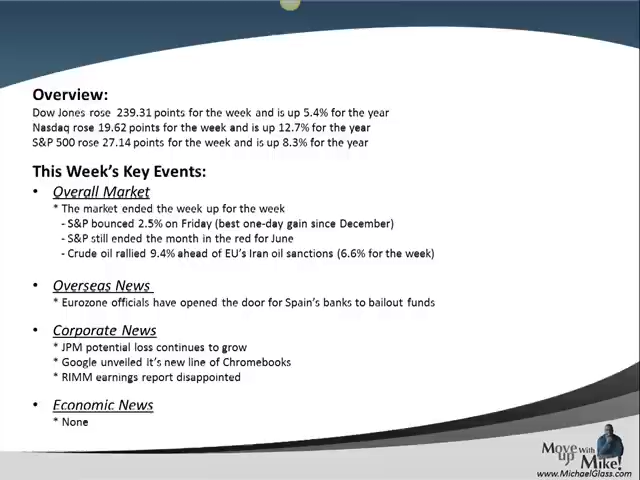 Overview:
Dow Jones rose 239.31 points for the week and is up 5.4% for the year
Nasdaq rose 19.62 points for the week and is up 12.7% for the year
S&P 500 rose 27.14 points for the week and is up 8.3% for the year
This Week's Key Events:
• Overall Market
* The market ended the week up for the week
- S&P bounced 2.5% on Friday (best one-day gain since December)
- S&P still ended the month in the red for June
- Crude oil rallied 9.4% ahead of EU's Iran oil sanctions (6.6% for the week)
• Overseas News
* Eurozone officials have opened the door for Spain's banks to bailout funds
• Corporate News
* JPM potential loss continues to grow
* Google unveiled it's new line of Chromebooks
* RIMM earnings report disappointed
• Economic News
* None
Move up With Mike!
www.MichaelGlass.com